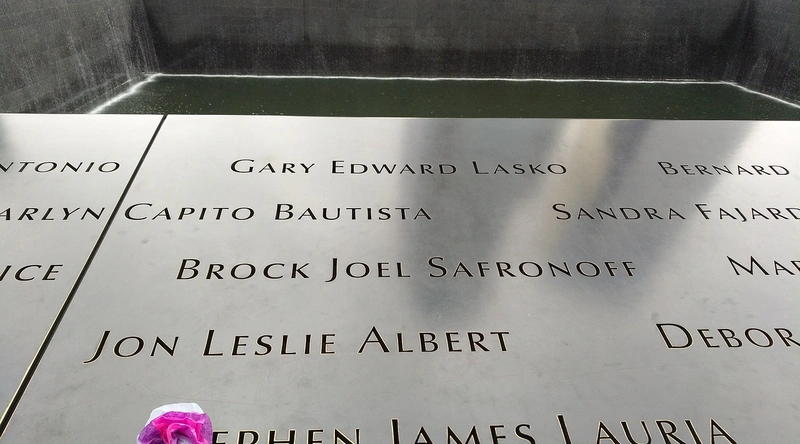 NTONIO GARY EDWARD LASKO BERNARD
ARLYN CAPITO BAUTISTA SANDRA FAJARD
ICE BROCK JOEL SAFRONOFF MAR
JON LESLIE ALBERT DEBOR
EPHEN JAMES LAURIA